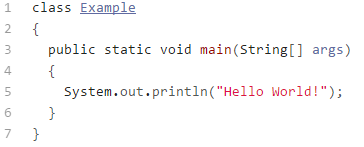 1 class Example
2 {
3   public static void main(String[] args)
4   {
5     System.out.println("Hello World!");
6   }
7 }